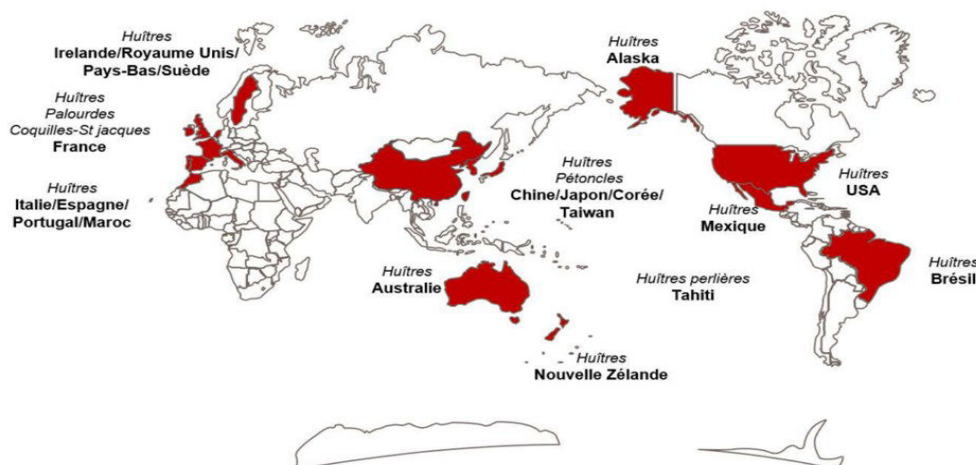 Huîtres
Irelande/Royaume Unis/
Pays-Bas/Suède
Huîtres
Palourdes
Coquilles-St jacques
France
Huîtres
Italie/Espagne/
Portugal/Maroc
Huîtres
Alaska
Huîtres
Pétoncles
Chine/Japon/Corée/
Taiwan
Huîtres
USA
Huîtres
Mexique
Huîtres
Australie
Huîtres perlières
Tahiti
Huîtres
Brésil
Huîtres
Nouvelle Zélande